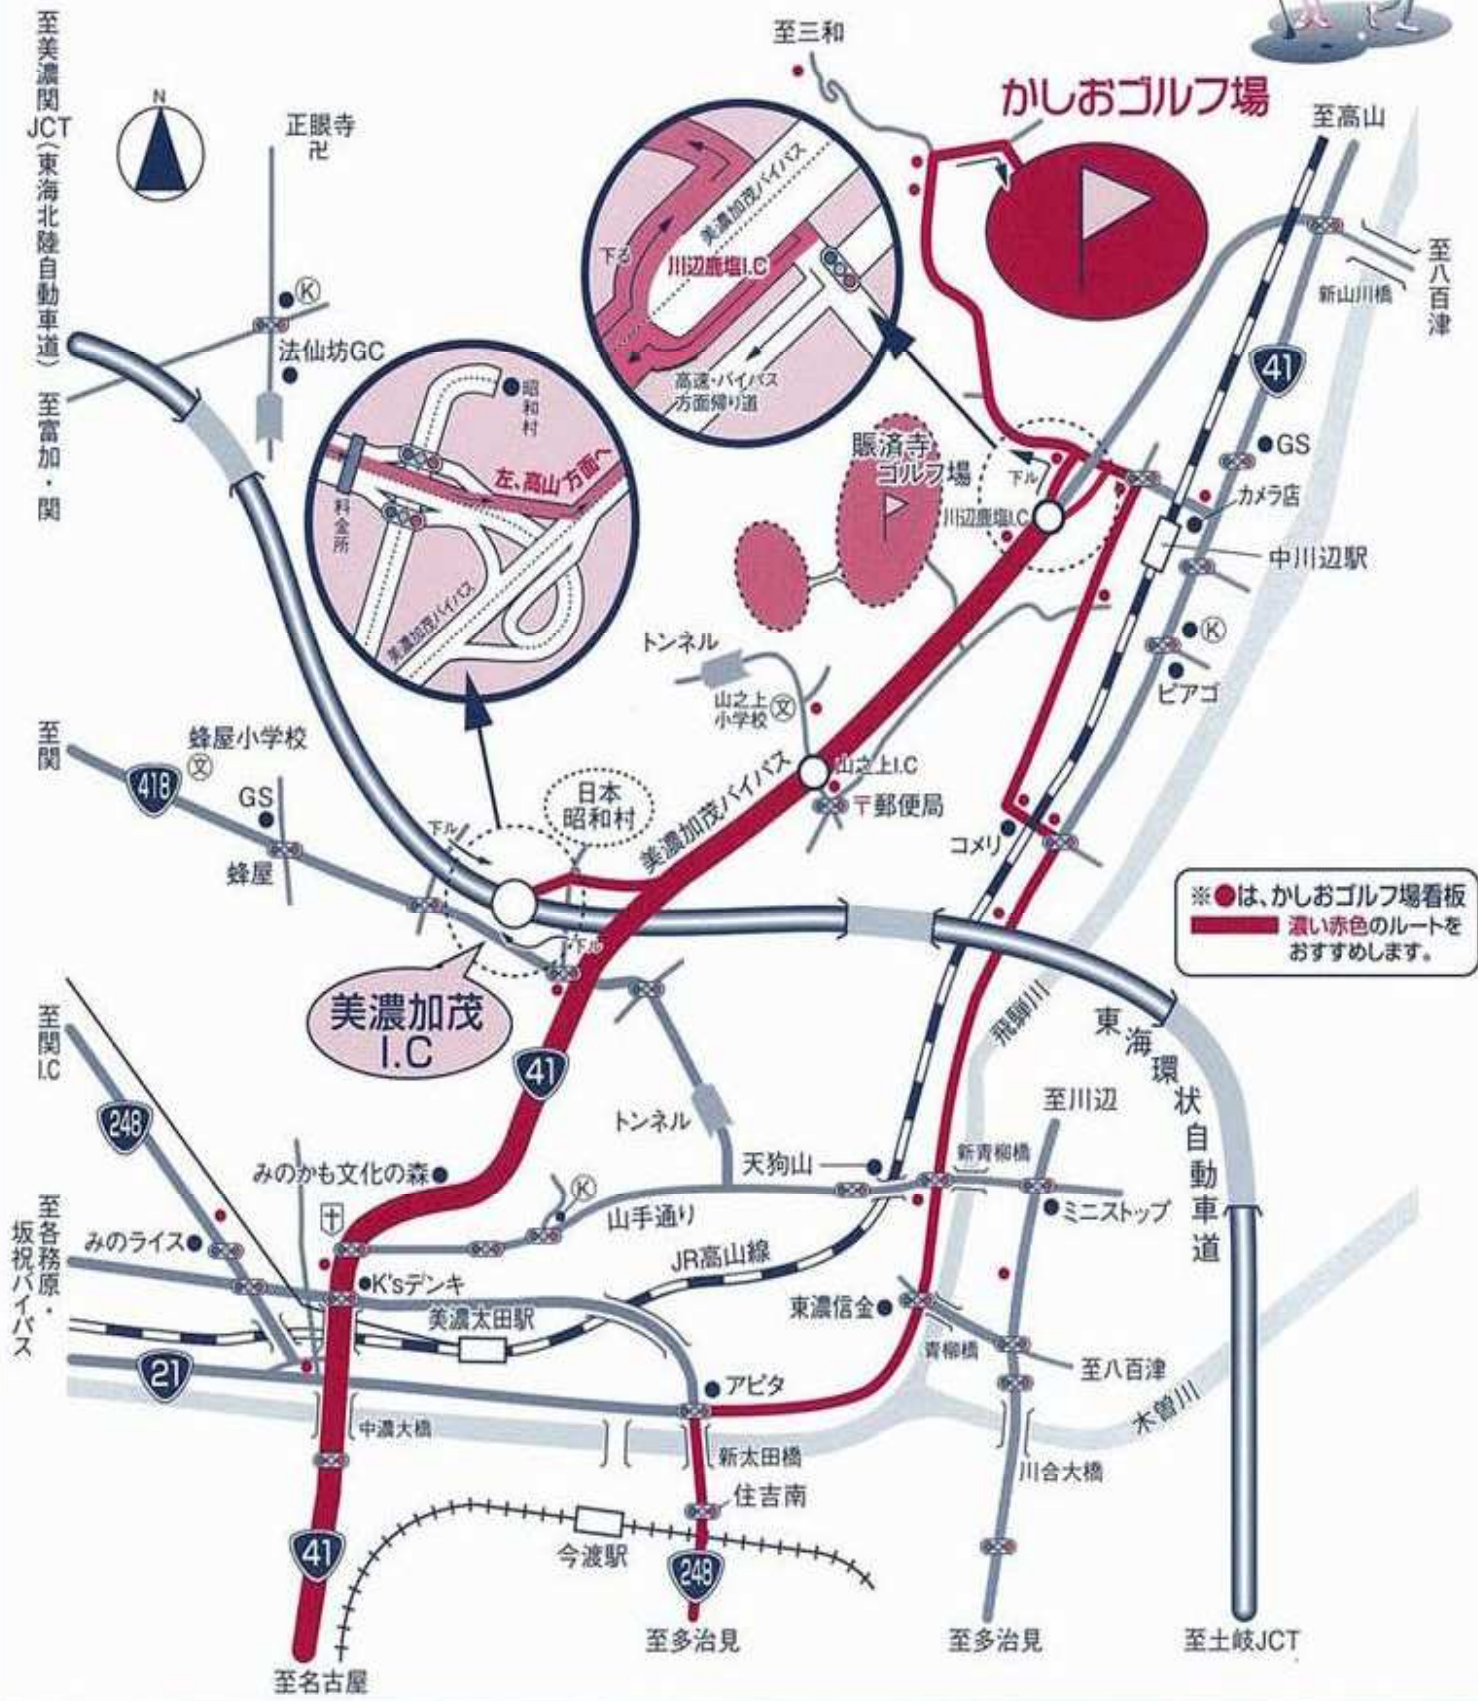 至美濃関JCT(東海北陸自動車道)
至富加・関
N
正眼寺
卍
K
法仙坊GC
至三和
かしおゴルフ場
至高山
至八百津
新山川橋
美濃加茂バイパス
下る
川辺鹿塩I.C
高速・バイパス
方面帰り道
昭和村
左、高山方面へ
料金所
美濃加茂バイパス
41
GS
カメラ店
中川辺駅
賑済寺
ゴルフ場
下ル
川辺鹿塩I.C
K
ピアゴ
トンネル
山之上
小学校
文
山之上I.C
〒郵便局
美濃加茂バイパス
コメリ
至関
418
蜂屋小学校
文
GS
蜂屋
日本
昭和村
下ル
下ル
美濃加茂
I.C
※●は、かしおゴルフ場看板
濃い赤色のルートを
おすすめします。
飛騨川
東海環状自動車道
至関I.C
248
41
トンネル
至川辺
みのかも文化の森
天狗山
新青柳橋
K
山手通り
ミニストップ
至各務原・
坂祝バイパス
みのライス
JR高山線
K'sデンキ
美濃太田駅
東濃信金
青柳橋
至八百津
21
アピタ
木曽川
中濃大橋
新太田橋
川合大橋
住吉南
今渡駅
41
248
至名古屋
至多治見
至多治見
至土岐JCT